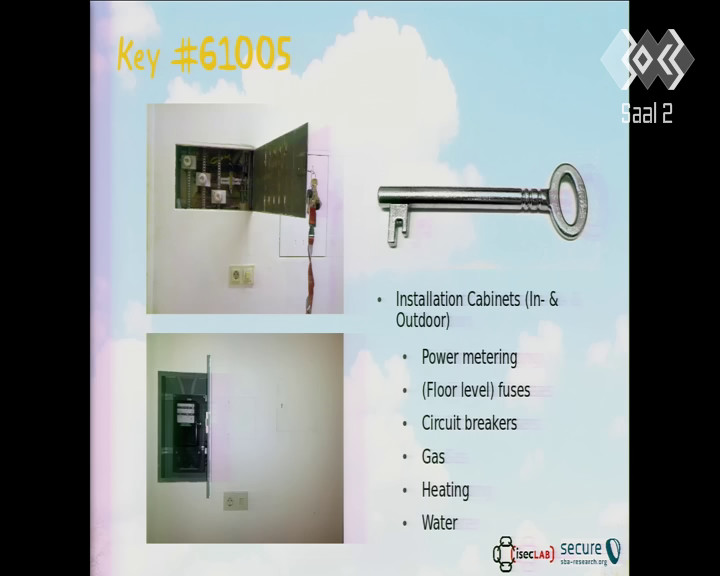 Key #61005
Saal 2
• Installation Cabinets (In- &
Outdoor)
• Power metering
• (Floor level) fuses
• Circuit breakers
• Gas
• Heating
• Water
iSecLAB
secure
sba-research.org